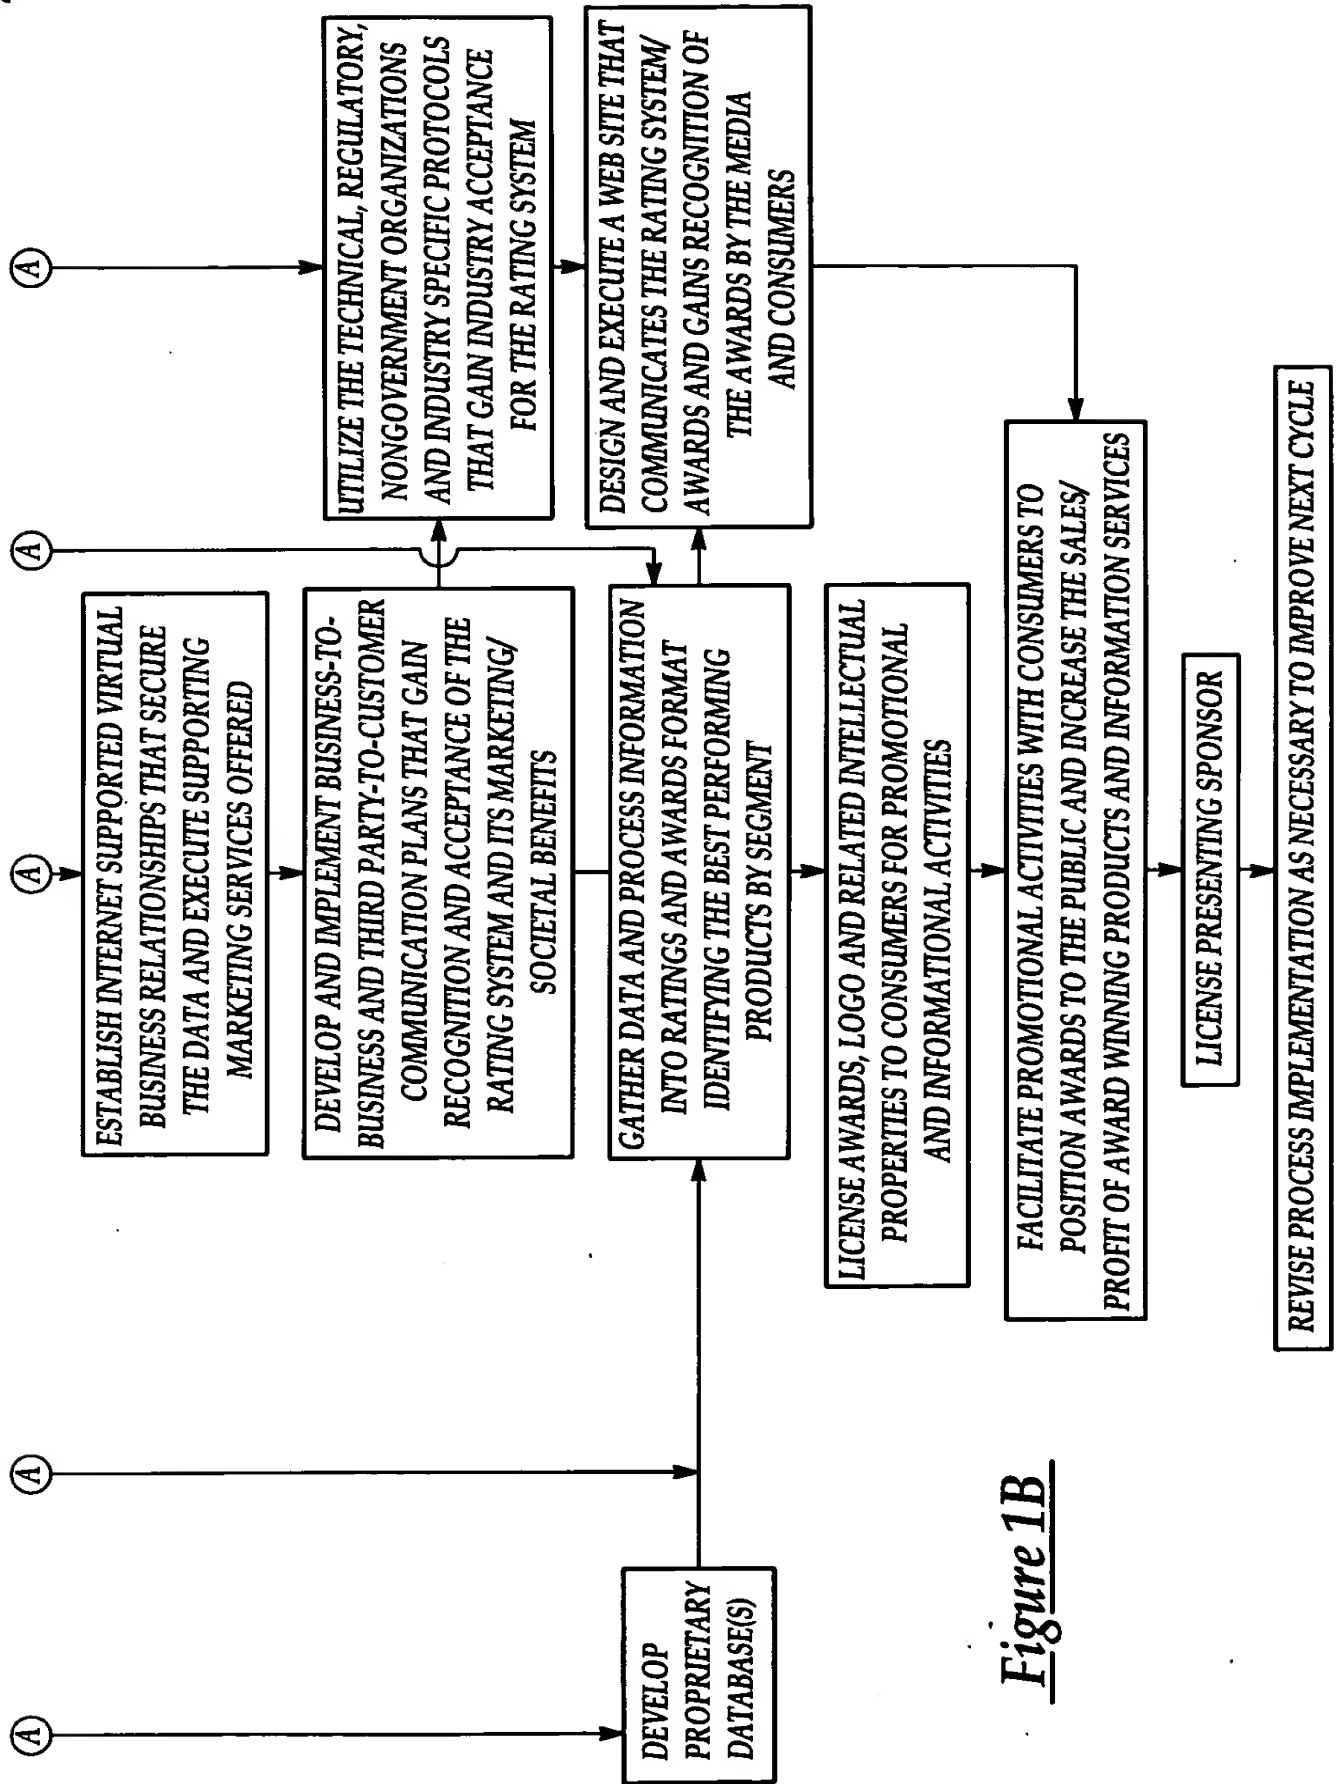 A
A
A
A
A
ESTABLISH INTERNET SUPPORTED VIRTUAL
BUSINESS RELATIONSHIPS THAT SECURE
THE DATA AND EXECUTE SUPPORTING
MARKETING SERVICES OFFERED
DEVELOP AND IMPLEMENT BUSINESS-TO-
BUSINESS AND THIRD PARTY-TO-CUSTOMER
COMMUNICATION PLANS THAT GAIN
RECOGNITION AND ACCEPTANCE OF THE
RATING SYSTEM AND ITS MARKETING/
SOCIETAL BENEFITS
UTILIZE THE TECHNICAL, REGULATORY,
NONGOVERNMENT ORGANIZATIONS
AND INDUSTRY SPECIFIC PROTOCOLS
THAT GAIN INDUSTRY ACCEPTANCE
FOR THE RATING SYSTEM
DEVELOP
PROPRIETARY
DATABASE(S)
GATHER DATA AND PROCESS INFORMATION
INTO RATINGS AND AWARDS FORMAT
IDENTIFYING THE BEST PERFORMING
PRODUCTS BY SEGMENT
DESIGN AND EXECUTE A WEB SITE THAT
COMMUNICATES THE RATING SYSTEM/
AWARDS AND GAINS RECOGNITION OF
THE AWARDS BY THE MEDIA
AND CONSUMERS
LICENSE AWARDS, LOGO AND RELATED INTELLECTUAL
PROPERTIES TO CONSUMERS FOR PROMOTIONAL
AND INFORMATIONAL ACTIVITIES
FACILITATE PROMOTIONAL ACTIVITIES WITH CONSUMERS TO
POSITION AWARDS TO THE PUBLIC AND INCREASE THE SALES/
PROFIT OF AWARD WINNING PRODUCTS AND INFORMATION SERVICES
LICENSE PRESENTING SPONSOR
REVISE PROCESS IMPLEMENTATION AS NECESSARY TO IMPROVE NEXT CYCLE
Figure 1B